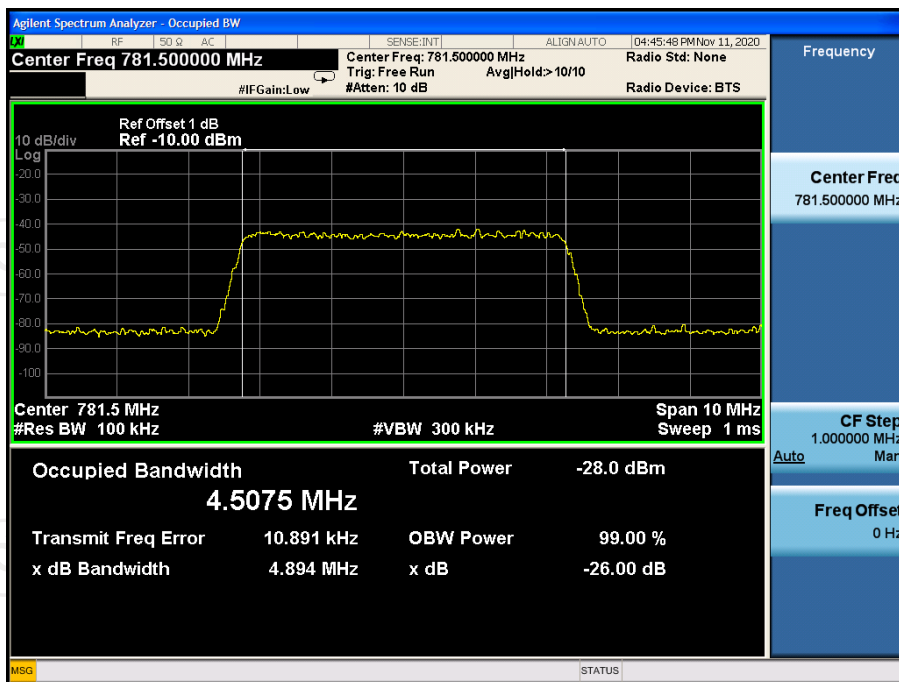 Agilent Spectrum Analyzer - Occupied BW
LXI RF 50 Ω AC SENSE:INT ALIGN AUTO 04:45:48 PM Nov 11, 2020
Center Freq 781.500000 MHz
Center Freq: 781.500000 MHz
Radio Std: None
Trig: Free Run Avg|Hold:> 10/10
#IFGain:Low
#Atten: 10 dB
Radio Device: BTS
Frequency
Ref Offset 1 dB
10 dB/div Ref -10.00 dBm
Log
-20.0
-30.0
-40.0
-50.0
-60.0
-70.0
-80.0
-90.0
-100
Center Freq
781.500000 MHz
Center 781.5 MHz Span 10 MHz
#Res BW 100 kHz #VBW 300 kHz Sweep 1 ms
CF Step
1.000000 MHz
Auto Man
Occupied Bandwidth Total Power -28.0 dBm
4.5075 MHz
Transmit Freq Error 10.891 kHz OBW Power 99.00 %
x dB Bandwidth 4.894 MHz x dB -26.00 dB
Freq Offset
0 Hz
MSG STATUS